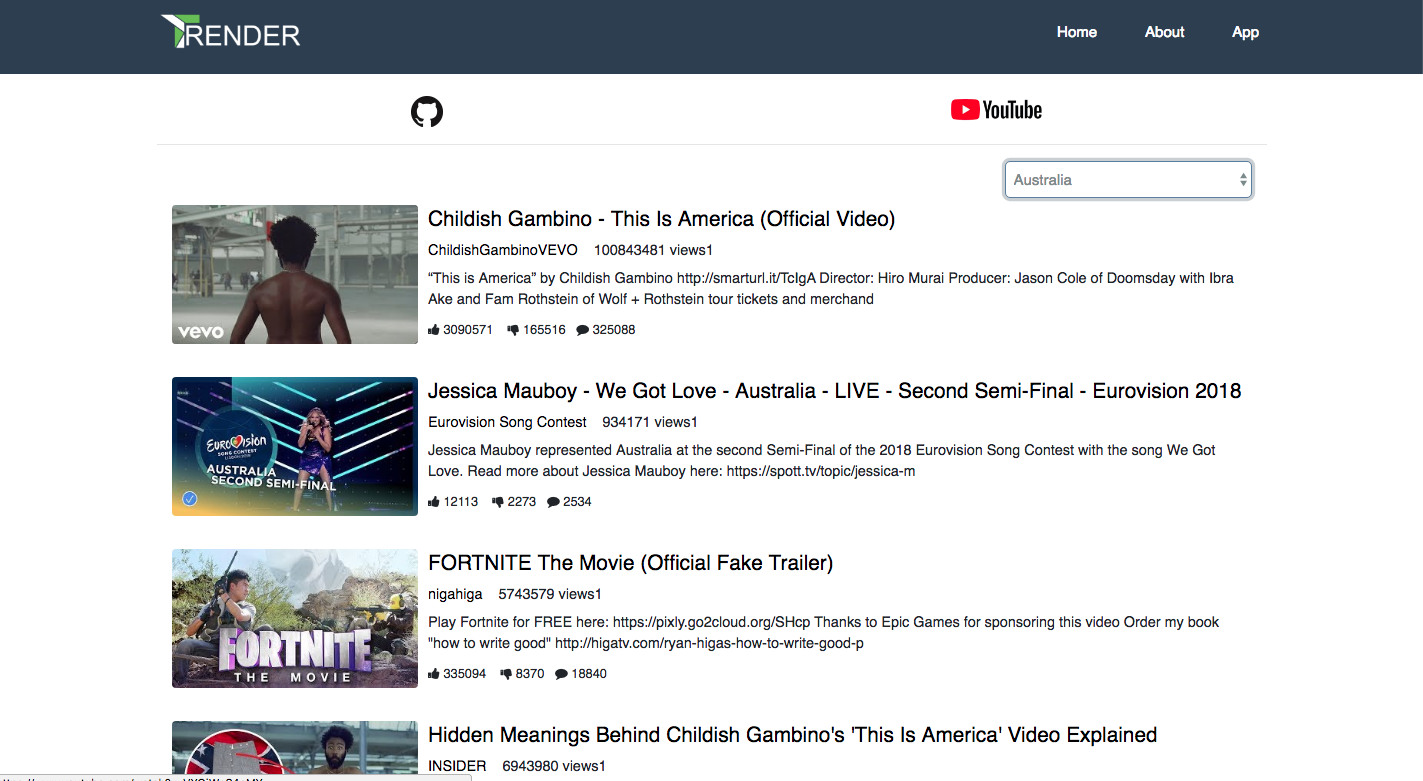 TRENDER
Home About App
YouTube
Australia
Childish Gambino - This Is America (Official Video)
ChildishGambinoVEVO 100843481 views1
“This is America” by Childish Gambino http://smarturl.it/TcIgA Director: Hiro Murai Producer: Jason Cole of Doomsday with Ibra
Ake and Fam Rothstein of Wolf + Rothstein tour tickets and merchand
3090571 165516 325088
vevo
Jessica Mauboy - We Got Love - Australia - LIVE - Second Semi-Final - Eurovision 2018
Eurovision Song Contest 934171 views1
Jessica Mauboy represented Australia at the second Semi-Final of the 2018 Eurovision Song Contest with the song We Got
Love. Read more about Jessica Mauboy here: https://spott.tv/topic/jessica-m
12113 2273 2534
EUROVISION
SONG CONTEST
AUSTRALIA
SECOND SEMI-FINAL
FORTNITE The Movie (Official Fake Trailer)
nigahiga 5743579 views1
Play Fortnite for FREE here: https://pixly.go2cloud.org/SHcp Thanks to Epic Games for sponsoring this video Order my book
"how to write good" http://higatv.com/ryan-higas-how-to-write-good-p
335094 8370 18840
FORTNITE
THE MOVIE
Hidden Meanings Behind Childish Gambino's 'This Is America' Video Explained
INSIDER 6943980 views1